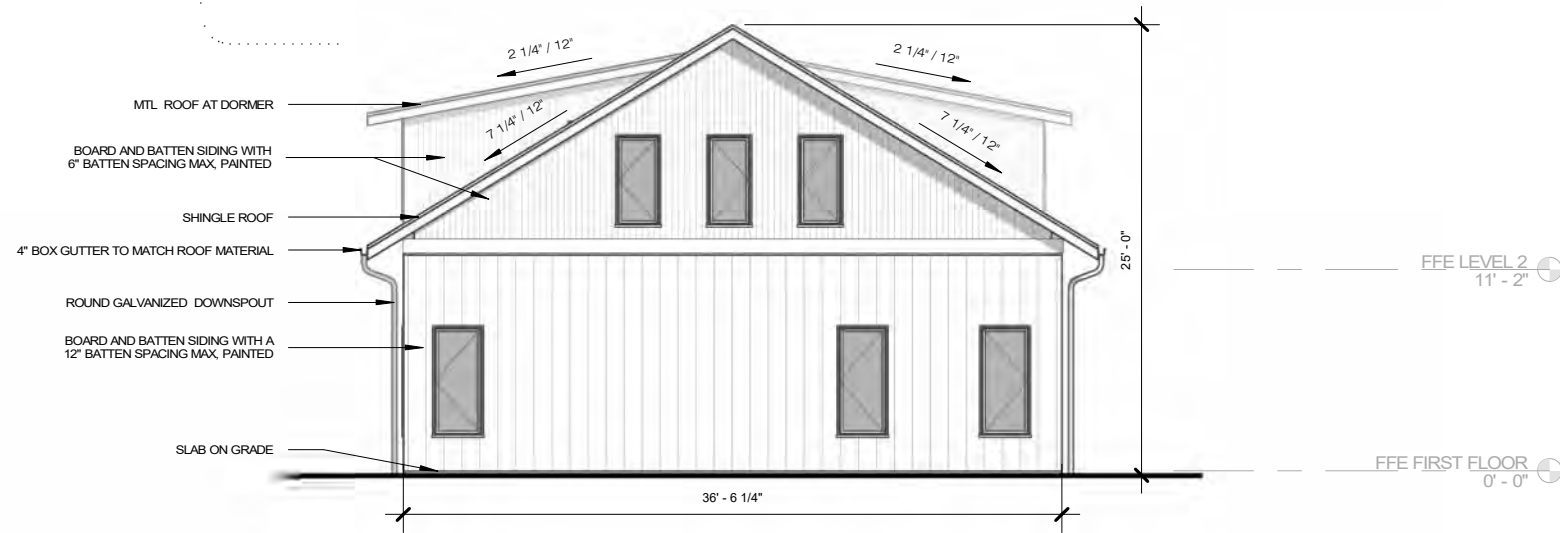 2 1/4" / 12"
2 1/4" / 12"
MTL ROOF AT DORMER
7 1/4" / 12"
7 1/4" / 12"
BOARD AND BATTEN SIDING WITH
6" BATTEN SPACING MAX, PAINTED
SHINGLE ROOF
4" BOX GUTTER TO MATCH ROOF MATERIAL
25' - 0"
FFE LEVEL 2
11' - 2"
ROUND GALVANIZED DOWNSPOUT
BOARD AND BATTEN SIDING WITH A
12" BATTEN SPACING MAX, PAINTED
SLAB ON GRADE
FFE FIRST FLOOR
0' - 0"
36' - 6 1/4"